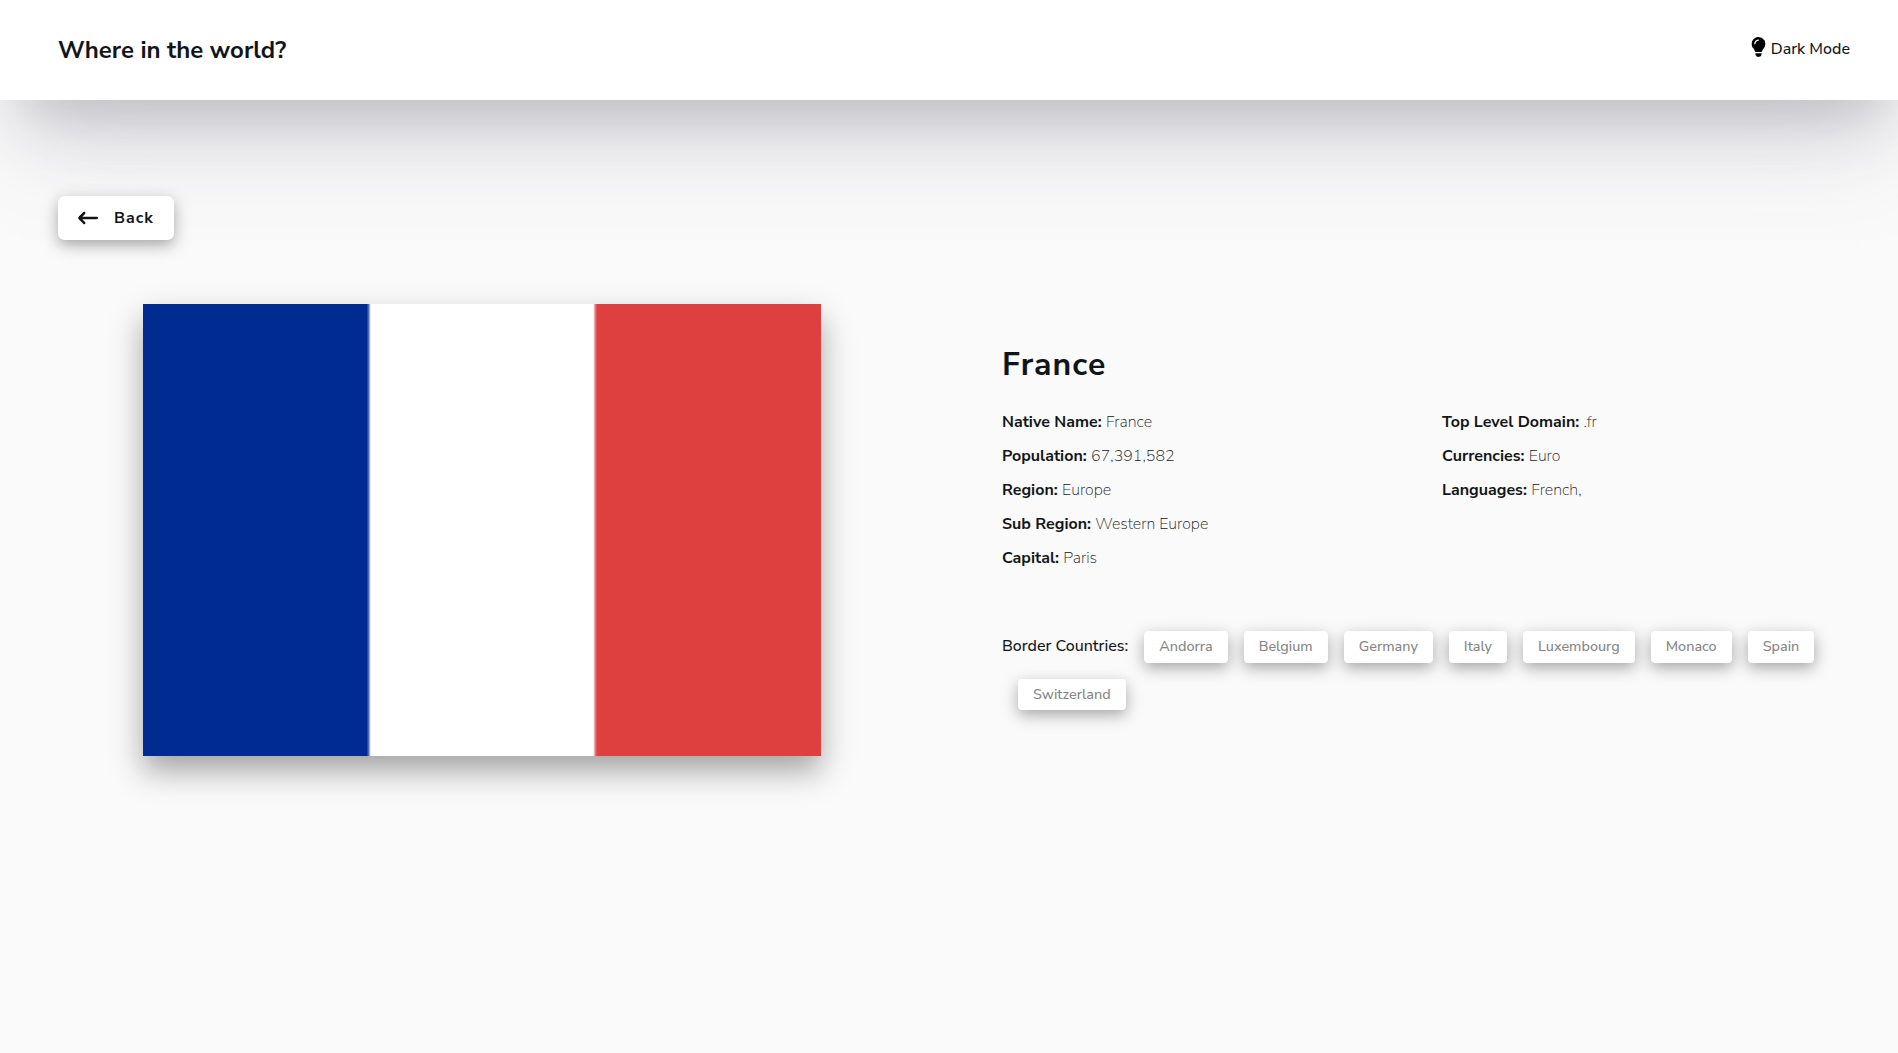 Where in the world?
Dark Mode
Back
France
Native Name: France
Population: 67,391,582
Region: Europe
Sub Region: Western Europe
Capital: Paris
Top Level Domain: .fr
Currencies: Euro
Languages: French,
Border Countries: Andorra Belgium Germany Italy Luxembourg Monaco Spain
Switzerland